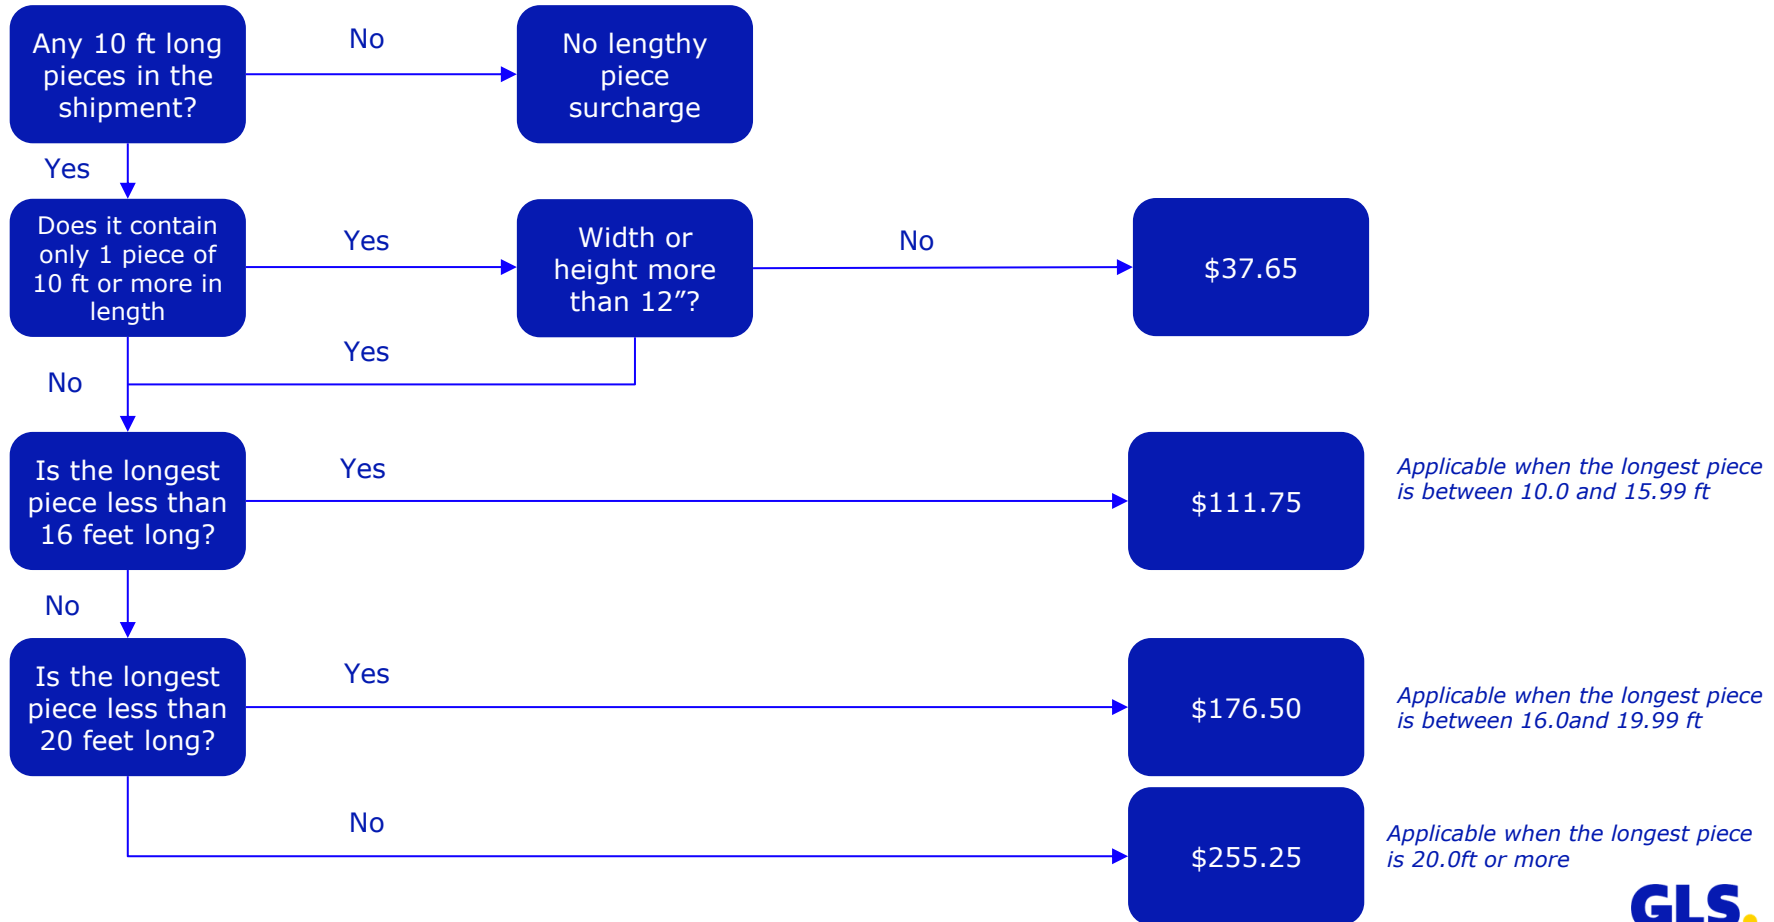 Any 10 ft long
pieces in the
shipment?
No
No lengthy
piece
surcharge
Yes
Does it contain
only 1 piece of
10 ft or more in
length
Yes
Width or
height more
than 12”?
No
$37.65
Yes
No
Is the longest
piece less than
16 feet long?
Yes
$111.75
Applicable when the longest piece
is between 10.0 and 15.99 ft
No
Is the longest
piece less than
20 feet long?
Yes
$176.50
Applicable when the longest piece
is between 16.0and 19.99 ft
No
$255.25
Applicable when the longest piece
is 20.0ft or more
GLS.